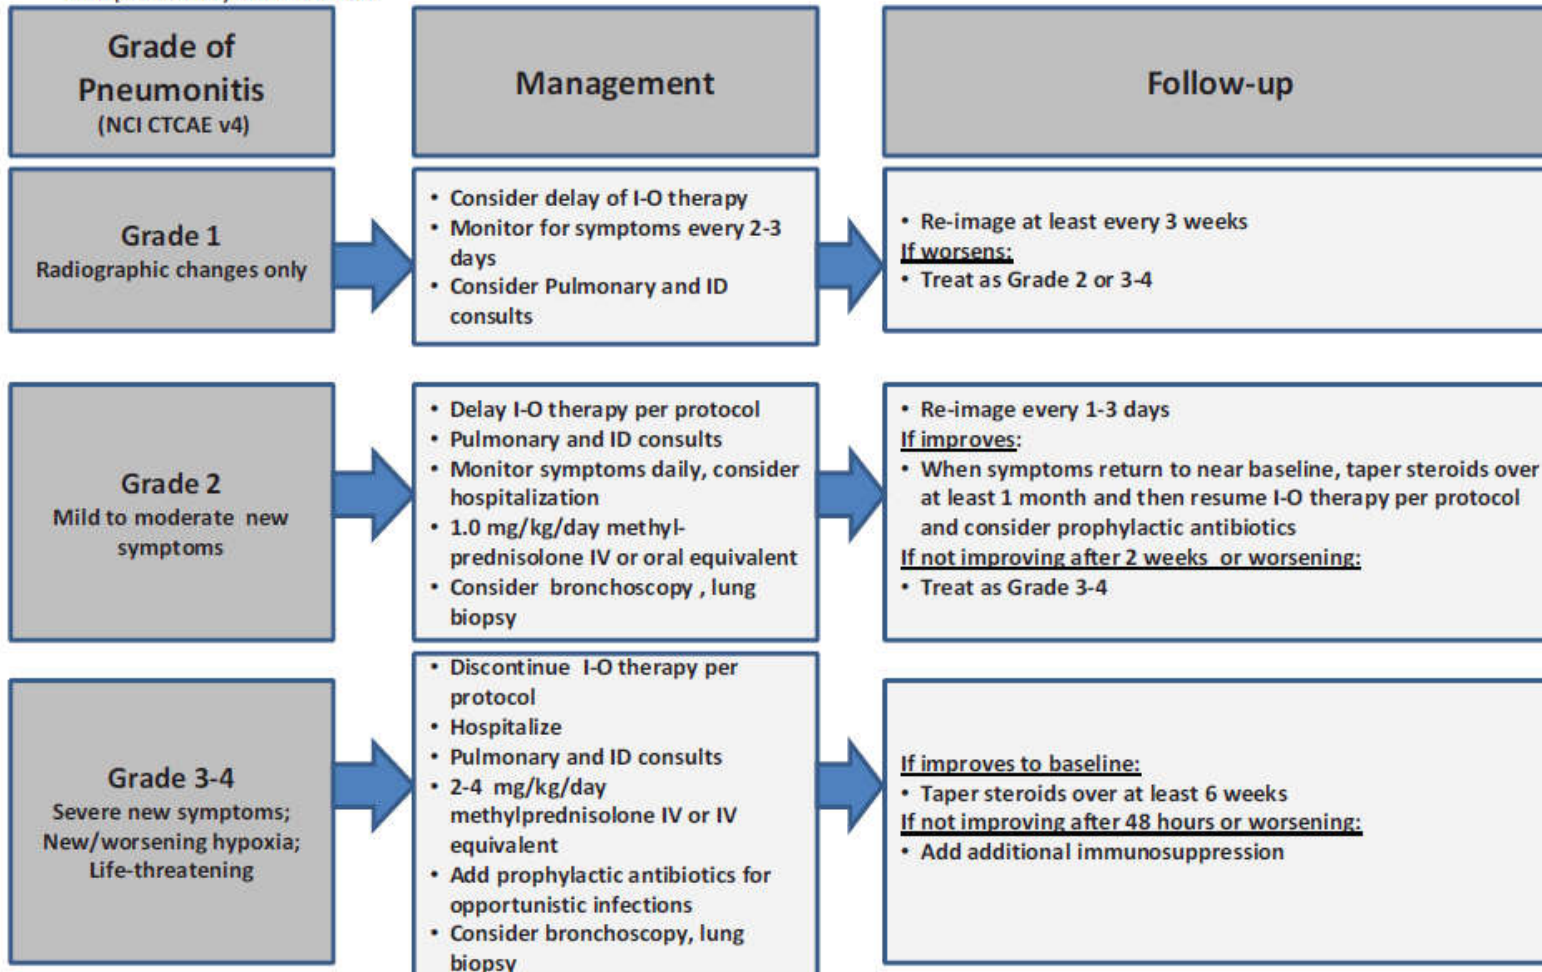 Grade of
Pneumonitis
(NCI CTCAE v4)
Management
Follow-up
Grade 1
Radiographic changes only
• Consider delay of I-O therapy
• Monitor for symptoms every 2-3
days
• Consider Pulmonary and ID
consults
• Re-image at least every 3 weeks
If worsens:
• Treat as Grade 2 or 3-4
Grade 2
Mild to moderate new
symptoms
• Delay I-O therapy per protocol
• Pulmonary and ID consults
• Monitor symptoms daily, consider
hospitalization
• 1.0 mg/kg/day methyl-
prednisolone IV or oral equivalent
• Consider bronchoscopy , lung
biopsy
• Re-image every 1-3 days
If improves:
• When symptoms return to near baseline, taper steroids over
at least 1 month and then resume I-O therapy per protocol
and consider prophylactic antibiotics
If not improving after 2 weeks or worsening:
• Treat as Grade 3-4
Grade 3-4
Severe new symptoms;
New/worsening hypoxia;
Life-threatening
• Discontinue I-O therapy per
protocol
• Hospitalize
• Pulmonary and ID consults
• 2-4 mg/kg/day
methylprednisolone IV or IV
equivalent
• Add prophylactic antibiotics for
opportunistic infections
• Consider bronchoscopy, lung
biopsy
If improves to baseline:
• Taper steroids over at least 6 weeks
If not improving after 48 hours or worsening:
• Add additional immunosuppression